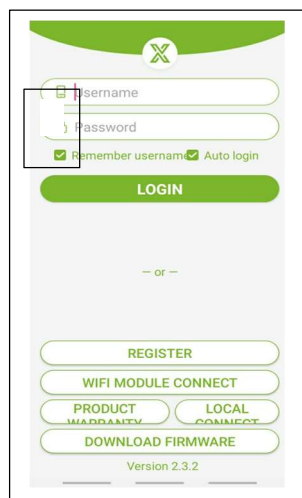 Username
Password
Remember username Auto login
LOGIN
– or –
REGISTER
WIFI MODULE CONNECT
PRODUCT WARRANTY
LOCAL CONNECT
DOWNLOAD FIRMWARE
Version 2.3.2